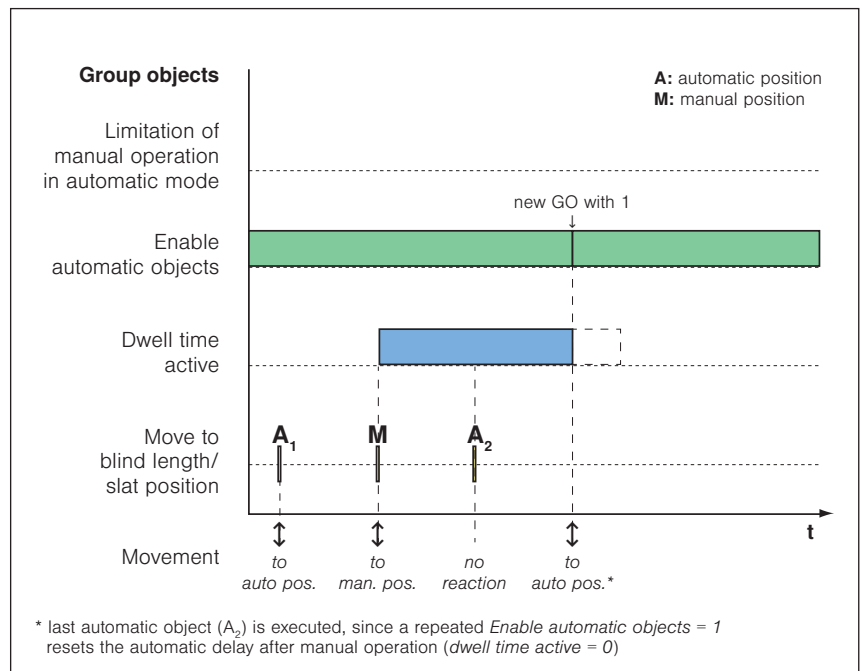 Group objects
A: automatic position
M: manual position
Limitation of
manual operation
in automatic mode
new GO with 1
↓
Enable
automatic objects
Dwell time
active
A₁ M A₂
Move to
blind length/
slat position
t
Movement
to
auto pos.
to
man. pos.
no
reaction
to
auto pos.*
* last automatic object (A₂) is executed, since a repeated Enable automatic objects = 1
resets the automatic delay after manual operation (dwell time active = 0)